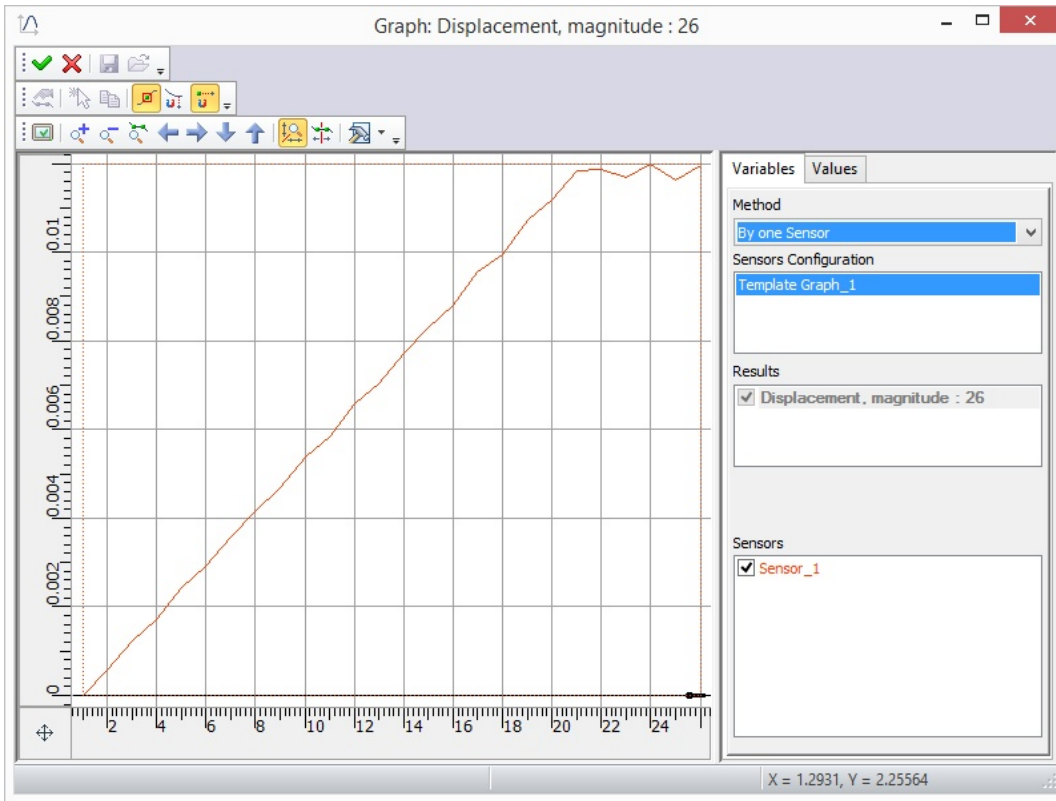 Graph: Displacement, magnitude : 26
Variables
Values
Method
By one Sensor
Sensors Configuration
Template Graph_1
Results
Displacement, magnitude : 26
Sensors
Sensor_1
0.01
0.008
0.006
0.004
0.002
0
2 4 6 8 10 12 14 16 18 20 22 24
X = 1.2931, Y = 2.25564